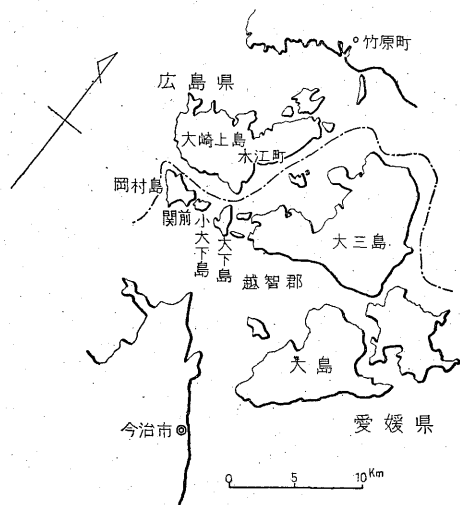 竹原町
広島県
大崎上島
木江町
岡村島
関前
小大下島
大下島
大三島
越智郡
大島
愛媛県
今治市
0 5 10 Km